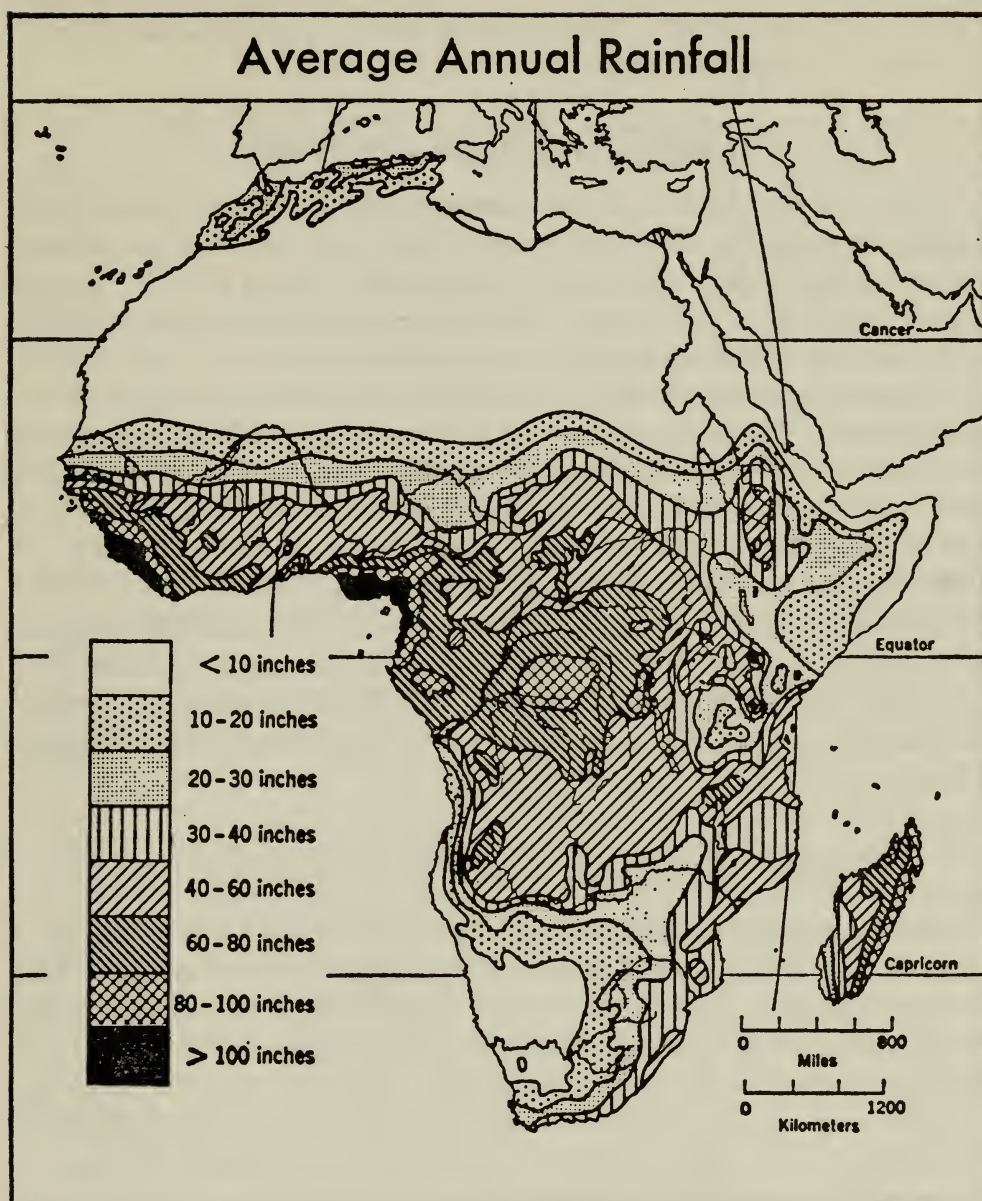 Average Annual Rainfall
Cancer
Equator
< 10 inches
10-20 inches
20-30 inches
30-40 inches
40-60 inches
60-80 inches
80-100 inches
> 100 inches
Capricorn
0 800
Miles
0 1200
Kilometers